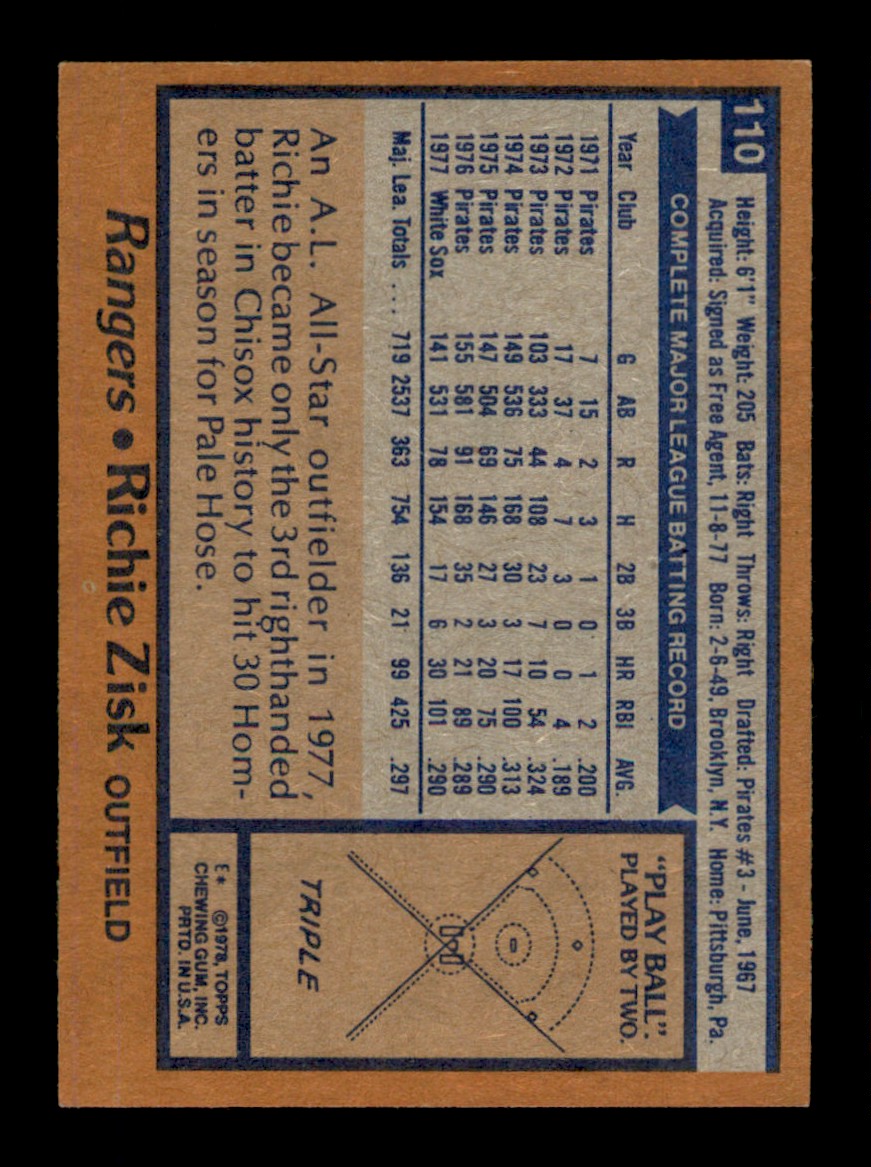 110
Height: 6'1" Weight: 205 Bats: Right Throws: Right Drafted: Pirates #3 - June, 1967
Acquired: Signed as Free Agent, 11-8-77 Born: 2-6-49, Brooklyn, N.Y. Home: Pittsburgh, Pa.
COMPLETE MAJOR LEAGUE BATTING RECORD
Year Club G AB R H 2B 3B HR RBI AVG.
1971 Pirates 7 15 2 3 1 0 1 2 .200
1972 Pirates 17 37 4 7 3 0 0 4 .189
1973 Pirates 103 333 44 108 23 7 10 54 .324
1974 Pirates 149 536 75 168 30 3 17 100 .313
1975 Pirates 147 504 69 146 27 3 20 75 .290
1976 Pirates 155 581 91 168 35 2 21 89 .289
1977 White Sox 141 531 78 154 17 6 30 101 .290
Maj. Lea. Totals ... 719 2537 363 754 136 21 99 425 .297
An A.L. All-Star outfielder in 1977,
Richie became only the 3rd righthanded
batter in Chisox history to hit 30 Hom-
ers in season for Pale Hose.
"PLAY BALL".
PLAYED BY TWO.
TRIPLE
E* ©1978, TOPPS
CHEWING GUM, INC.
PRTD. IN U.S.A.
Rangers • Richie Zisk OUTFIELD